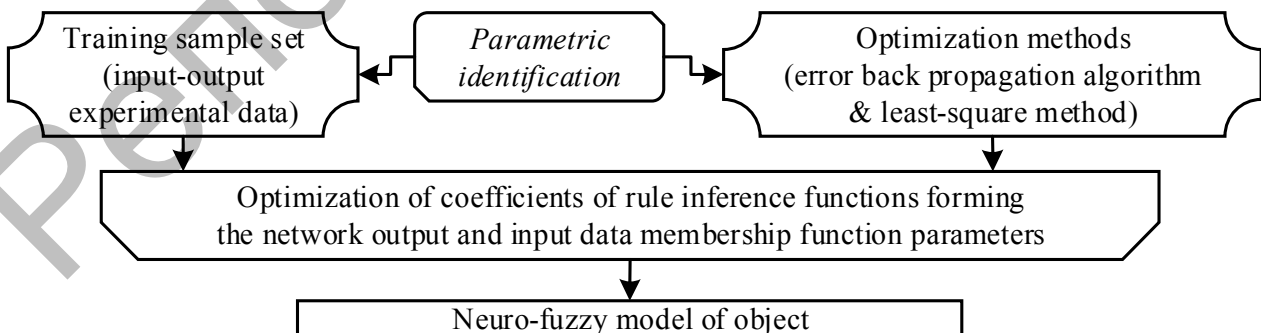 Training sample set
(input-output
experimental data)
Parametric
identification
Optimization methods
(error back propagation algorithm
& least-square method)
Optimization of coefficients of rule inference functions forming
the network output and input data membership function parameters
Neuro-fuzzy model of object